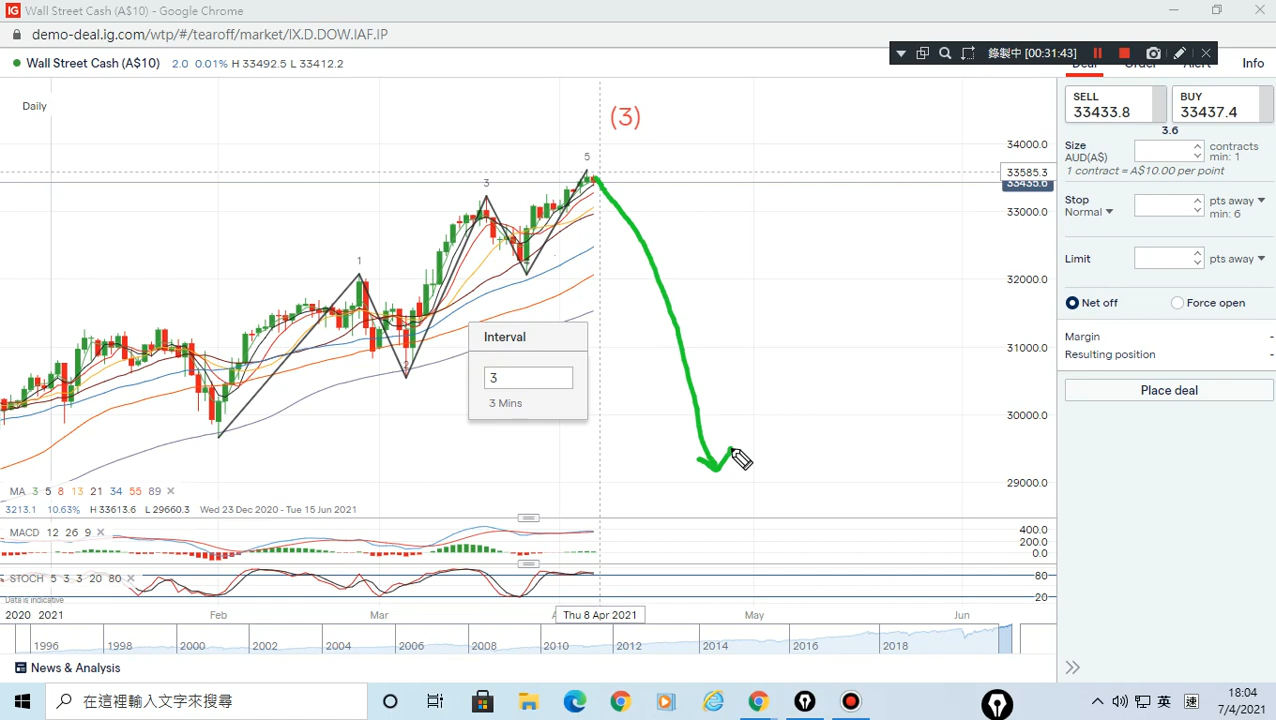 IG Wall Street Cash (A$10) - Google Chrome
demo-deal.ig.com/wtp/#/tearoff/market/IX.D.DOW.IAF.IP
錄製中 [00:31:43]
Wall Street Cash (A$10) 2.0 0.01% H 33492.5 L 33412.2
Deal Order Alert Info
Daily
(3)
SELL
33433.8
BUY
33437.4
3.6
Size
AUD(A$)
contracts
min: 1
1 contract = A$10.00 per point
Stop
Normal
pts away
min: 6
Limit
pts away
Net off
Force open
Margin -
Resulting position -
Place deal
5
3
1
34000.0
33585.3
33435.6
33000.0
32000.0
31000.0
30000.0
29000.0
Interval
3
3 Mins
MA 3 5 8 13 21 34 55 89
3213.1 10.63% H 33613.6 L 29660.3 Wed 23 Dec 2020 - Tue 15 Jun 2021
MACD 12 26 9
400.0
200.0
0.0
STOCH 5 3 3 20 80
80
20
Data is indicative
2020 2021 Feb Mar Thu 8 Apr 2021 May Jun
1996 1998 2000 2002 2004 2006 2008 2010 2012 2014 2016 2018
News & Analysis
在這裡輸入文字來搜尋
英
18:04
7/4/2021